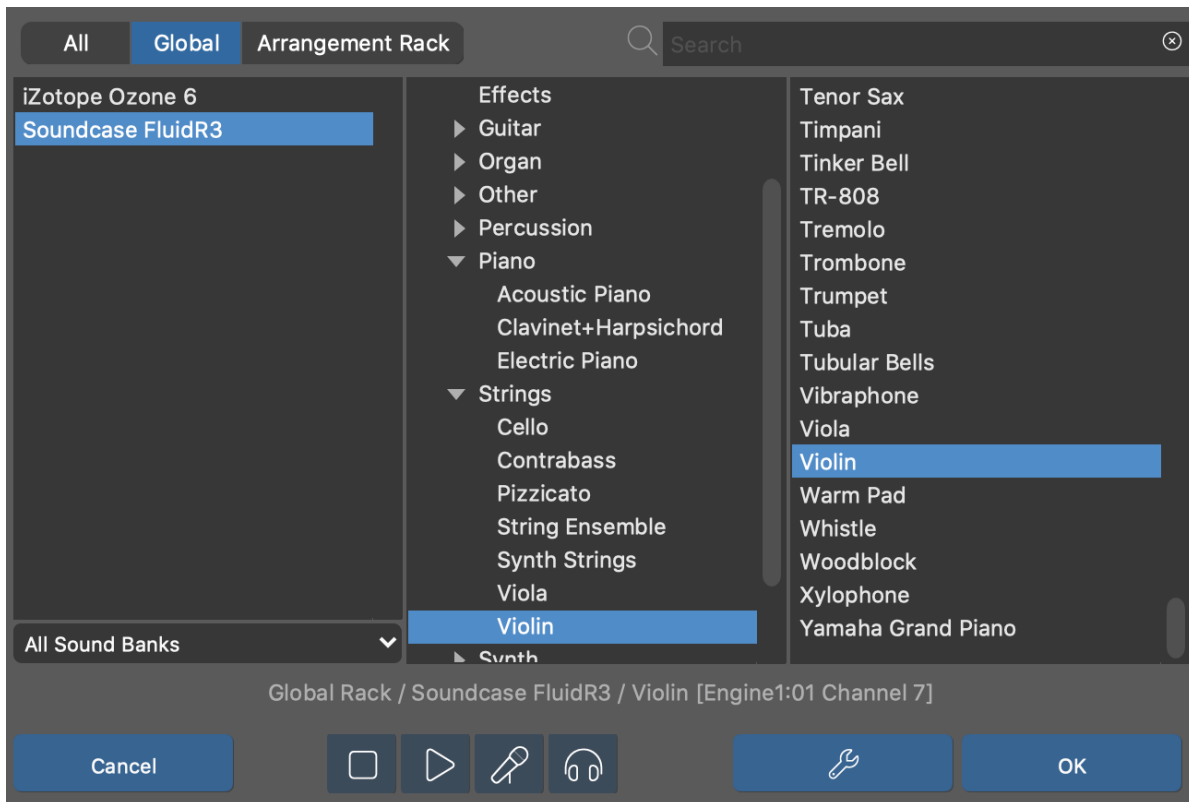 All Global Arrangement Rack Search
iZotope Ozone 6
Soundcase FluidR3
All Sound Banks
Effects
Guitar
Organ
Other
Percussion
Piano
Acoustic Piano
Clavinet+Harpsichord
Electric Piano
Strings
Cello
Contrabass
Pizzicato
String Ensemble
Synth Strings
Viola
Violin
Synth
Tenor Sax
Timpani
Tinker Bell
TR-808
Tremolo
Trombone
Trumpet
Tuba
Tubular Bells
Vibraphone
Viola
Violin
Warm Pad
Whistle
Woodblock
Xylophone
Yamaha Grand Piano
Global Rack / Soundcase FluidR3 / Violin [Engine1:01 Channel 7]
Cancel OK